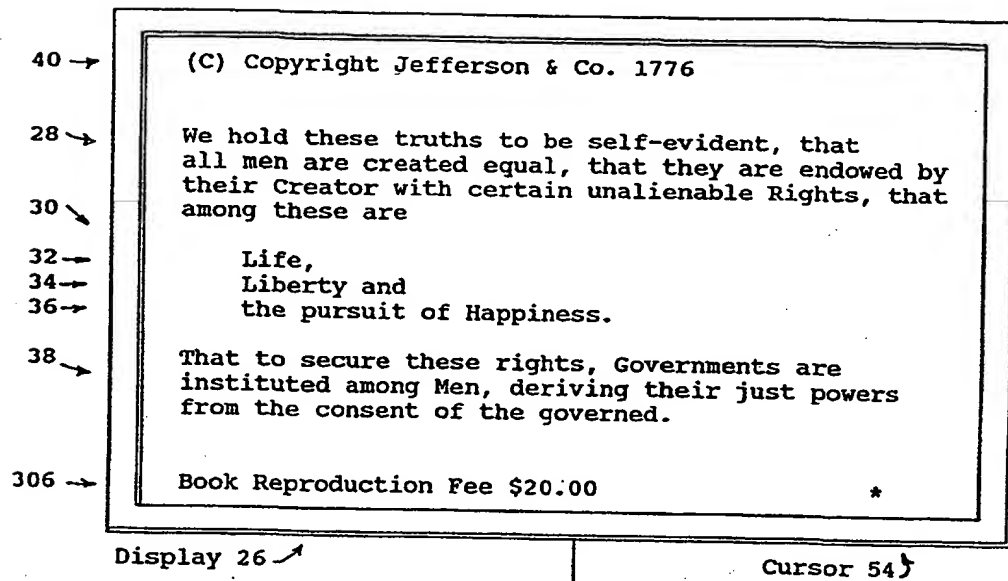 40 → (C) Copyright Jefferson & Co. 1776
28 → We hold these truths to be self-evident, that
all men are created equal, that they are endowed by
their Creator with certain unalienable Rights, that
30 → among these are
32 → Life,
34 → Liberty and
36 → the pursuit of Happiness.
38 → That to secure these rights, Governments are
instituted among Men, deriving their just powers
from the consent of the governed.
306 → Book Reproduction Fee $20.00 *
Display 26 Cursor 54